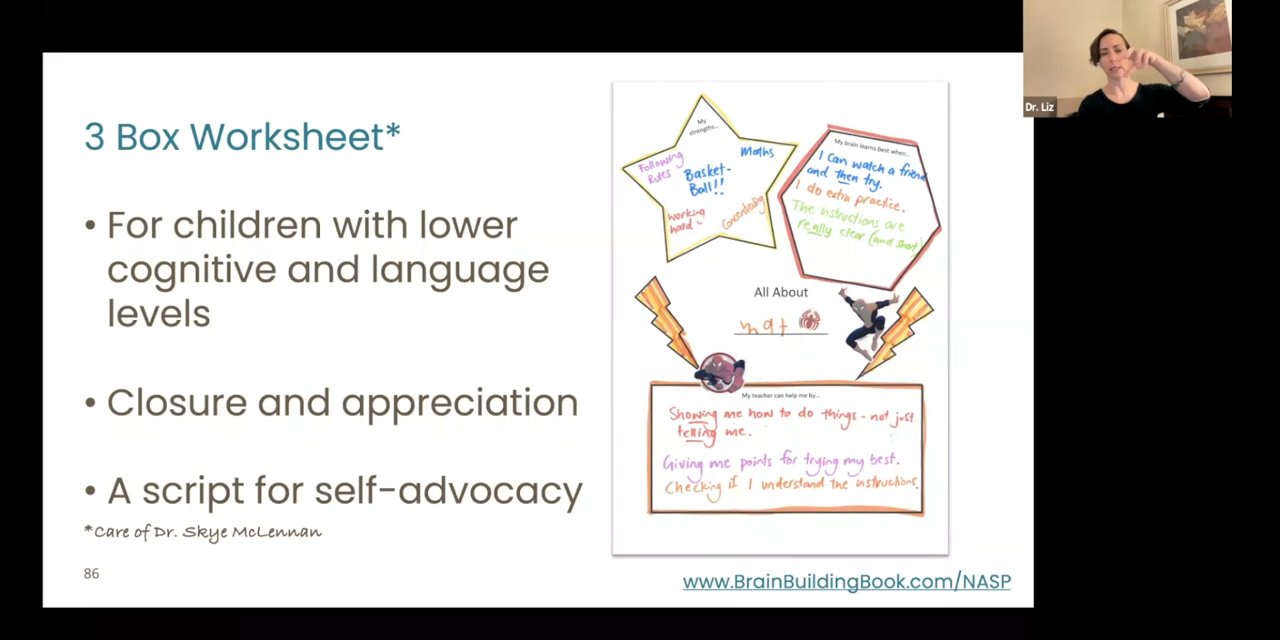 Dr. Liz
3 Box Worksheet*
• For children with lower
cognitive and language
levels
• Closure and appreciation
• A script for self-advocacy
*Care of Dr. Skye McLennan
86
My
strengths...
Following
Rules
Maths
Basket-
Ball!!
Working
hard
Concentrating
My brain learns best when...
I can watch a friend
and then try.
I do extra practice.
The instructions are
really clear (and short)
All About
mat
My teacher can help me by...
Showing me how to do things - not just
telling me.
Giving me points for trying my best.
Checking if I understand the instructions.
www.BrainBuildingBook.com/NASP